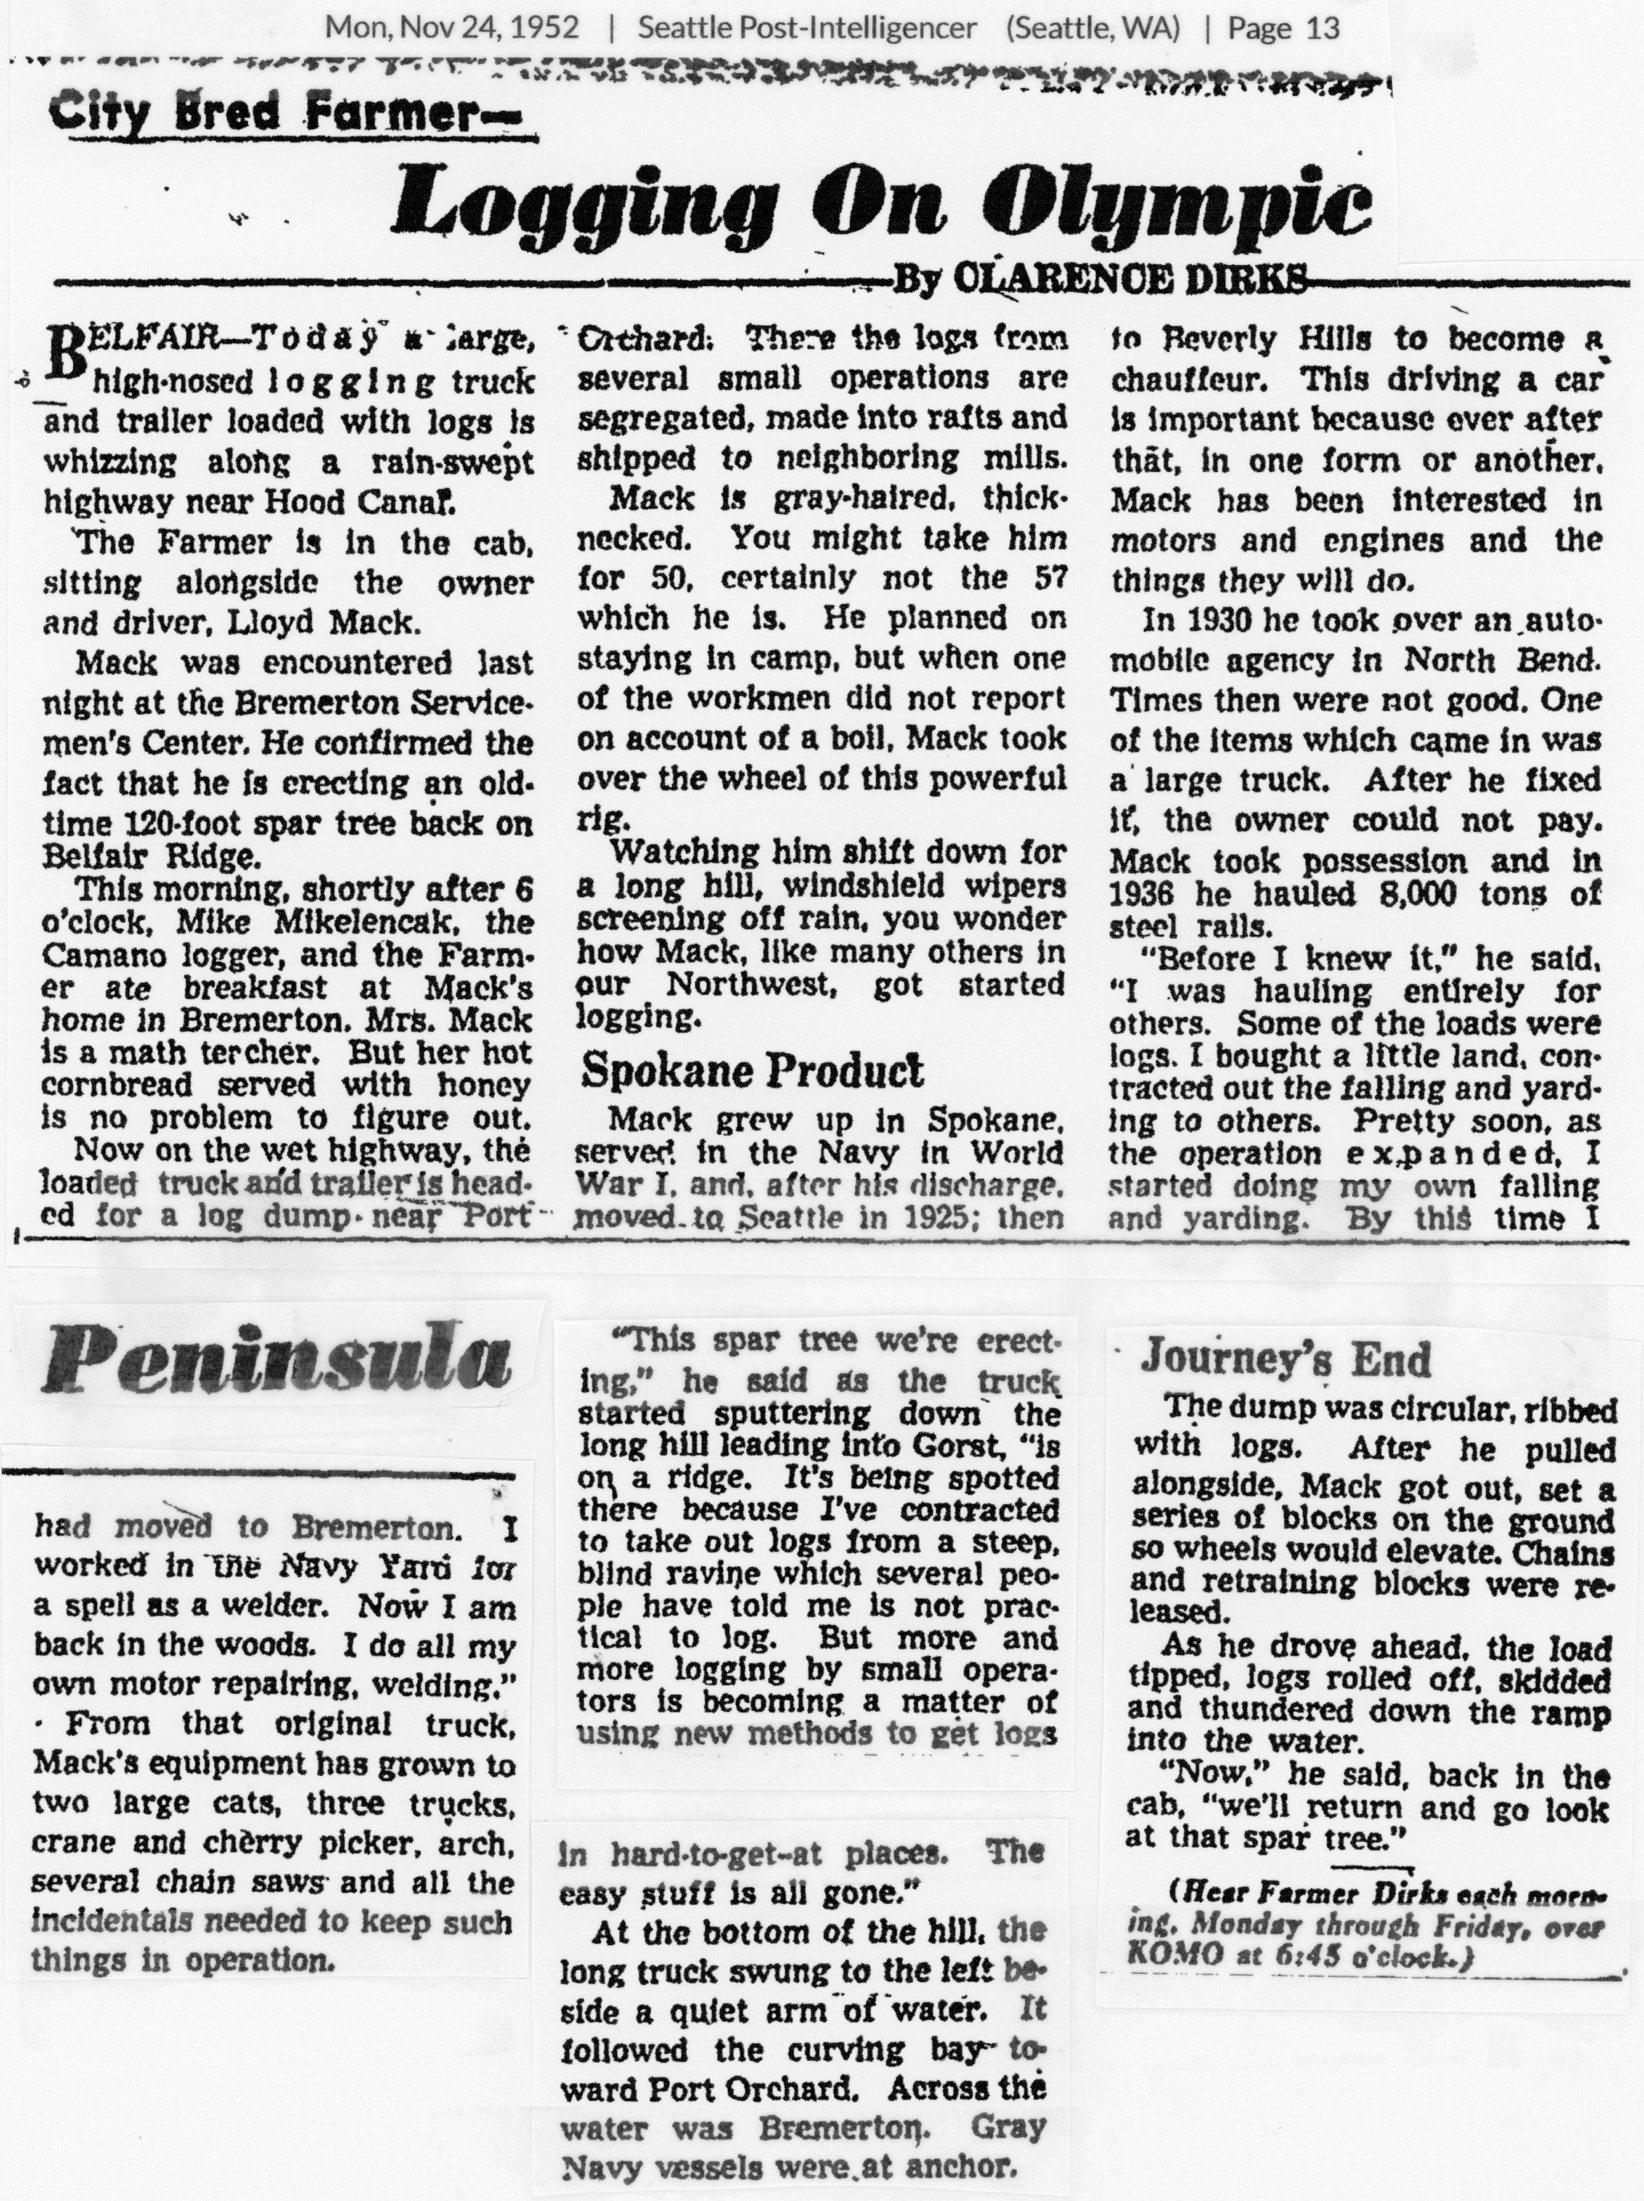 Mon, Nov 24, 1952 | Seattle Post-Intelligencer (Seattle, WA) | Page 13
City Bred Farmer—
Logging On Olympic
By CLARENCE DIRKS
BELFAIR—Today a large,
high-nosed logging truck
and trailer loaded with logs is
whizzing along a rain-swept
highway near Hood Canal.
The Farmer is in the cab,
sitting alongside the owner
and driver, Lloyd Mack.
Mack was encountered last
night at the Bremerton Service-
men's Center. He confirmed the
fact that he is erecting an old-
time 120-foot spar tree back on
Belfair Ridge.
This morning, shortly after 6
o'clock, Mike Mikelencak, the
Camano logger, and the Farm-
er ate breakfast at Mack's
home in Bremerton. Mrs. Mack
is a math tercher. But her hot
cornbread served with honey
is no problem to figure out.
Now on the wet highway, the
loaded truck and trailer is head-
ed for a log dump near Port
Orchard. There the logs from
several small operations are
segregated, made into rafts and
shipped to neighboring mills.
Mack is gray-haired, thick-
necked. You might take him
for 50, certainly not the 57
which he is. He planned on
staying in camp, but when one
of the workmen did not report
on account of a boil, Mack took
over the wheel of this powerful
rig.
Watching him shift down for
a long hill, windshield wipers
screening off rain, you wonder
how Mack, like many others in
our Northwest, got started
logging.
Spokane Product
Mack grew up in Spokane,
served in the Navy in World
War I, and, after his discharge,
moved to Seattle in 1925; then
to Beverly Hills to become a
chauffeur. This driving a car
is important because ever after
that, in one form or another,
Mack has been interested in
motors and engines and the
things they will do.
In 1930 he took over an auto-
mobile agency in North Bend.
Times then were not good. One
of the items which came in was
a large truck. After he fixed
it, the owner could not pay.
Mack took possession and in
1936 he hauled 8,000 tons of
steel rails.
"Before I knew it," he said,
"I was hauling entirely for
others. Some of the loads were
logs. I bought a little land, con-
tracted out the falling and yard-
ing to others. Pretty soon, as
the operation expanded, I
started doing my own falling
and yarding. By this time I
Peninsula
had moved to Bremerton. I
worked in the Navy Yard for
a spell as a welder. Now I am
back in the woods. I do all my
own motor repairing, welding."
From that original truck,
Mack's equipment has grown to
two large cats, three trucks,
crane and cherry picker, arch,
several chain saws and all the
incidentals needed to keep such
things in operation.
"This spar tree we're erect-
ing," he said as the truck
started sputtering down the
long hill leading into Gorst, "is
on a ridge. It's being spotted
there because I've contracted
to take out logs from a steep,
blind ravine which several peo-
ple have told me is not prac-
tical to log. But more and
more logging by small opera-
tors is becoming a matter of
using new methods to get logs
in hard-to-get-at places. The
easy stuff is all gone."
At the bottom of the hill, the
long truck swung to the left be-
side a quiet arm of water. It
followed the curving bay to-
ward Port Orchard. Across the
water was Bremerton. Gray
Navy vessels were at anchor.
Journey's End
The dump was circular, ribbed
with logs. After he pulled
alongside, Mack got out, set a
series of blocks on the ground
so wheels would elevate. Chains
and retraining blocks were re-
leased.
As he drove ahead, the load
tipped, logs rolled off, skidded
and thundered down the ramp
into the water.
"Now," he said, back in the
cab, "we'll return and go look
at that spar tree."
(Hear Farmer Dirks each morn-
ing, Monday through Friday, over
KOMO at 6:45 o'clock.)